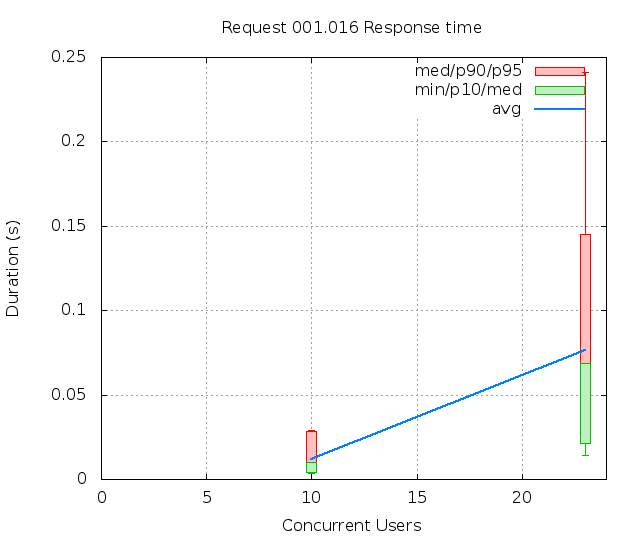 Request 001.016 Response time
0.25
0.2
0.15
0.1
0.05
0
Duration (s)
med/p90/p95
min/p10/med
avg
0 5 10 15 20
Concurrent Users